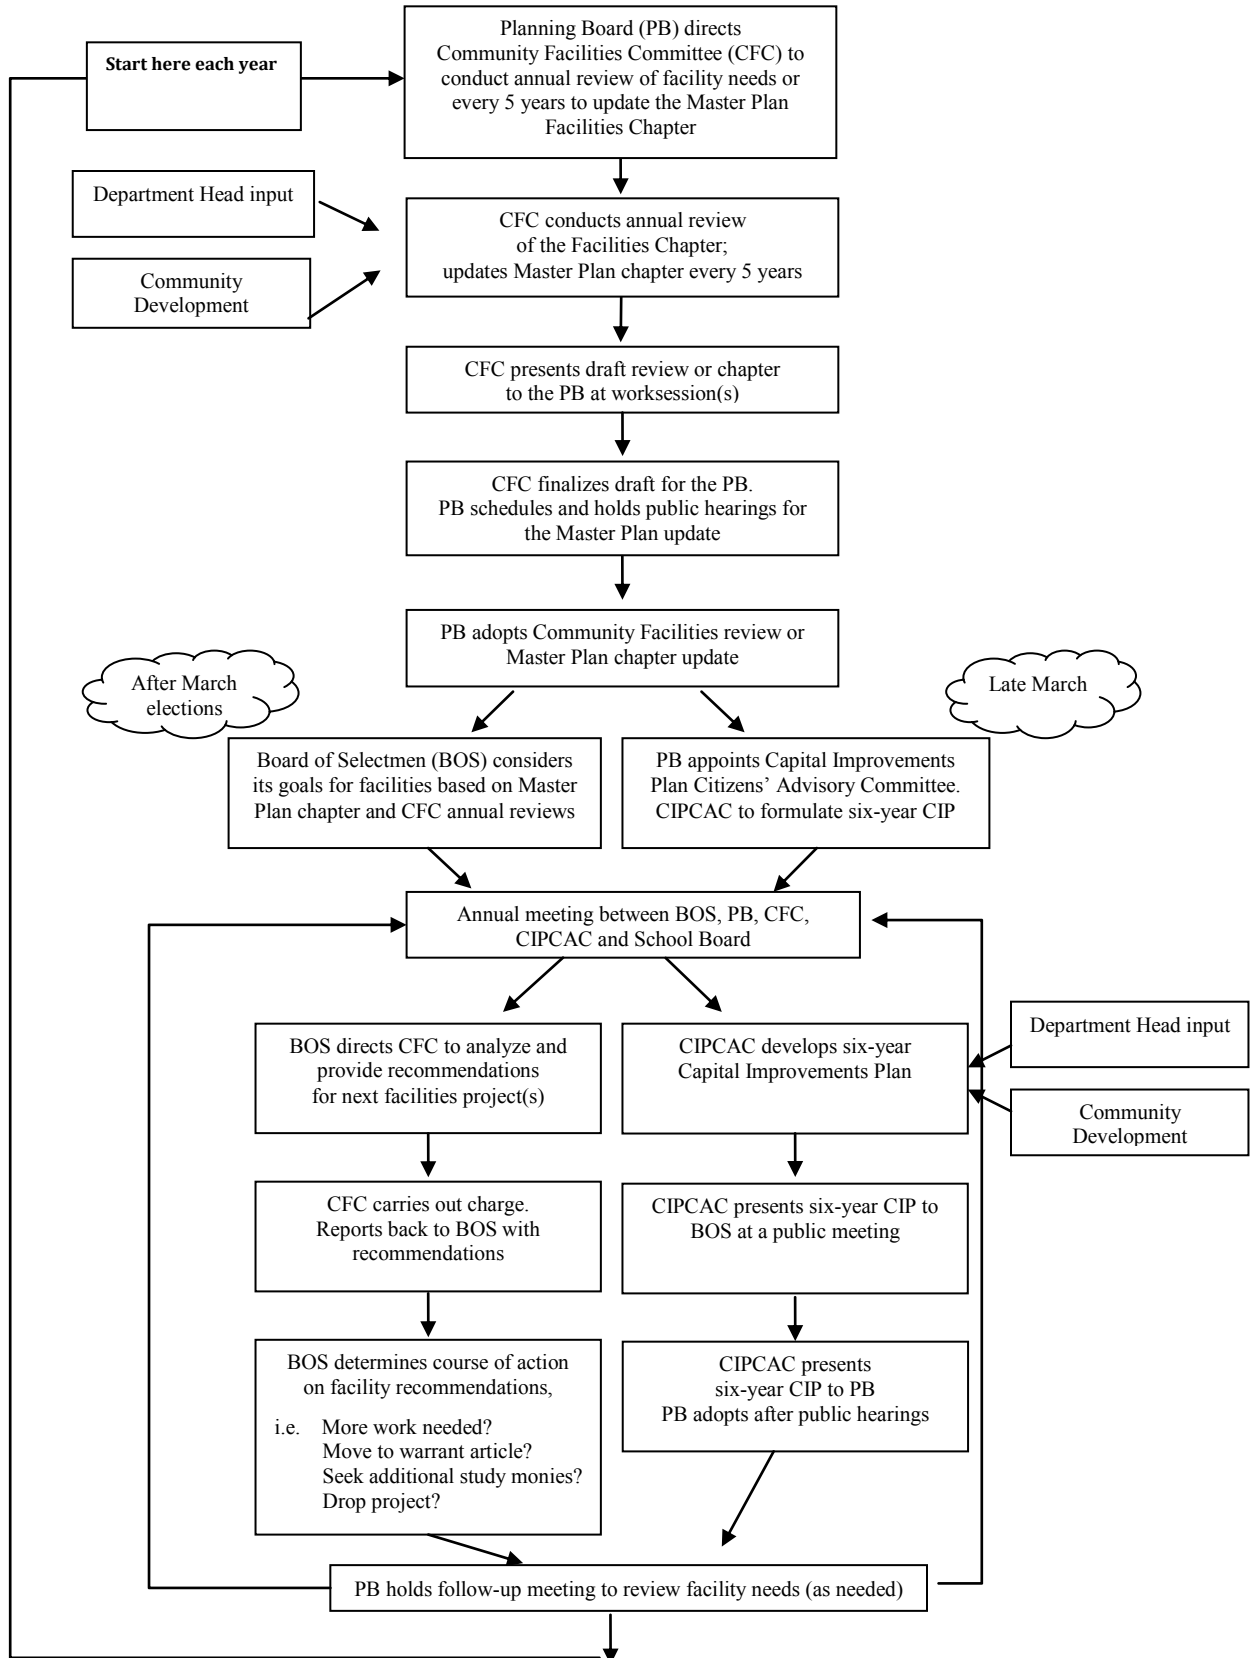 Start here each year
Planning Board (PB) directs
Community Facilities Committee (CFC) to
conduct annual review of facility needs or
every 5 years to update the Master Plan
Facilities Chapter
Department Head input
Community
Development
CFC conducts annual review
of the Facilities Chapter;
updates Master Plan chapter every 5 years
CFC presents draft review or chapter
to the PB at worksession(s)
CFC finalizes draft for the PB.
PB schedules and holds public hearings for
the Master Plan update
PB adopts Community Facilities review or
Master Plan chapter update
After March
elections
Late March
Board of Selectmen (BOS) considers
its goals for facilities based on Master
Plan chapter and CFC annual reviews
PB appoints Capital Improvements
Plan Citizens’ Advisory Committee.
CIPCAC to formulate six-year CIP
Annual meeting between BOS, PB, CFC,
CIPCAC and School Board
BOS directs CFC to analyze and
provide recommendations
for next facilities project(s)
CIPCAC develops six-year
Capital Improvements Plan
Department Head input
Community
Development
CFC carries out charge.
Reports back to BOS with
recommendations
CIPCAC presents six-year CIP to
BOS at a public meeting
BOS determines course of action
on facility recommendations,
i.e. More work needed?
Move to warrant article?
Seek additional study monies?
Drop project?
CIPCAC presents
six-year CIP to PB
PB adopts after public hearings
PB holds follow-up meeting to review facility needs (as needed)